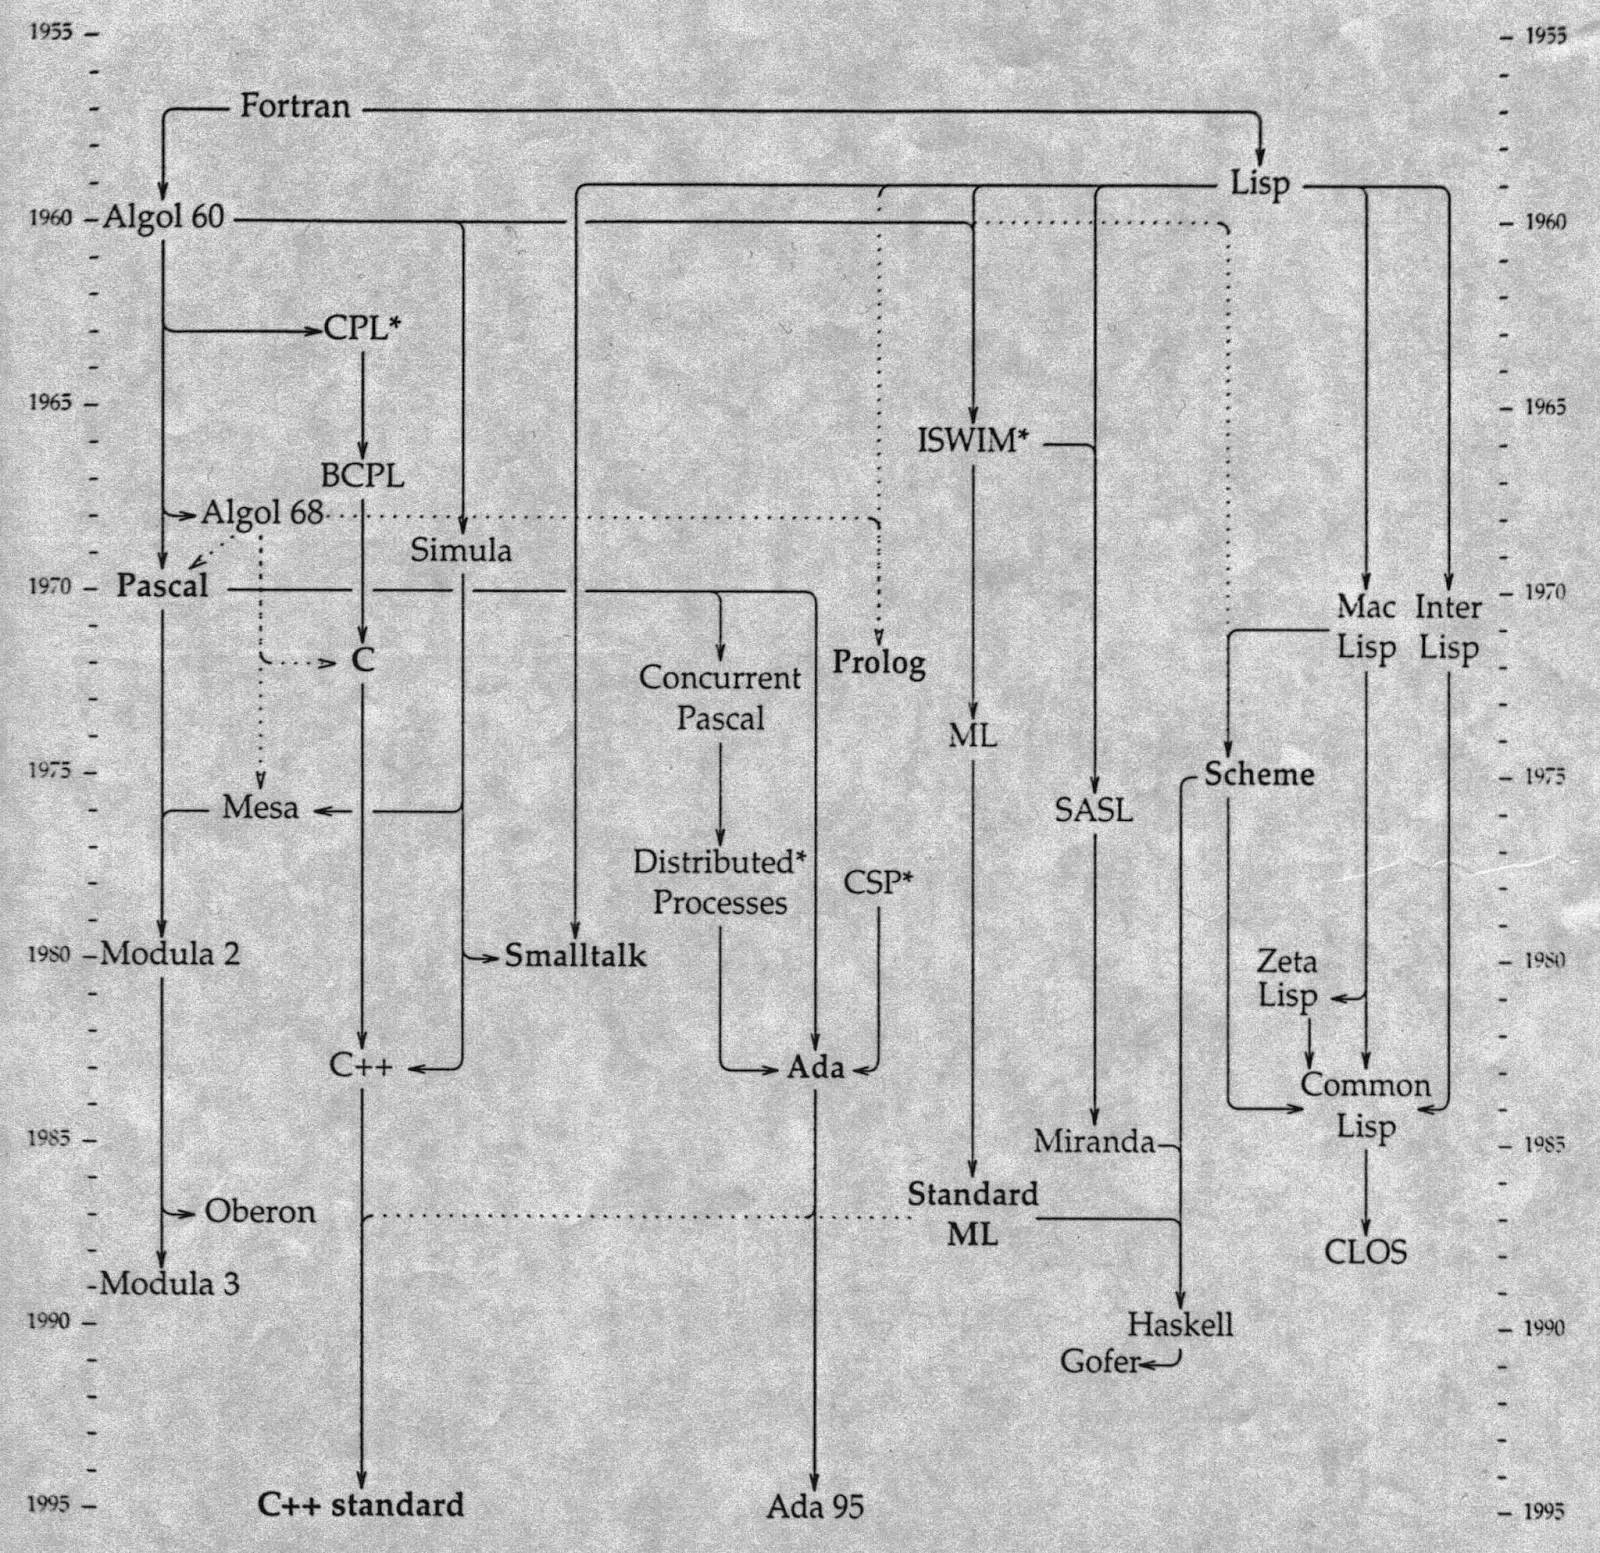 1955
1955
Fortran
Lisp
1960
Algol 60
1960
CPL*
1965
1965
ISWIM*
BCPL
Algol 68
Simula
1970
Pascal
1970
Mac
Lisp
Inter
Lisp
C
Prolog
Concurrent
Pascal
ML
1975
Scheme
1975
Mesa
SASL
Distributed*
Processes
CSP*
1980
Modula 2
Smalltalk
1980
Zeta
Lisp
C++
Ada
Common
Lisp
1985
Miranda
1985
Standard
ML
Oberon
CLOS
Modula 3
1990
Haskell
1990
Gofer
1995
C++ standard
Ada 95
1995